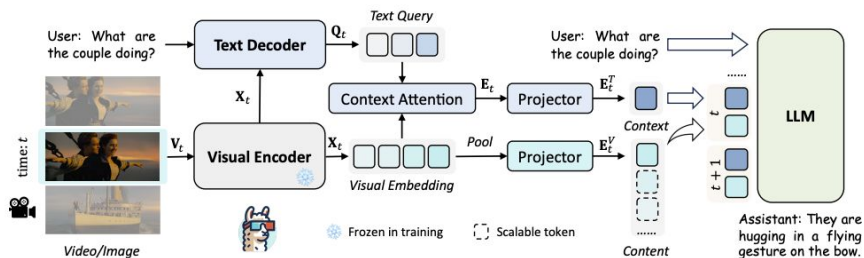 User: What are
the couple doing?
Text Decoder
Q_t
Text Query
X_t
Context Attention
E_t
Projector
E_t^T
Context
User: What are
the couple doing?
......
t
LLM
time: t
V_t
Visual Encoder
X_t
Visual Embedding
Pool
Projector
E_t^V
t + 1
......
Content
Video/Image
Frozen in training
Scalable token
Assistant: They are
hugging in a flying
gesture on the bow.